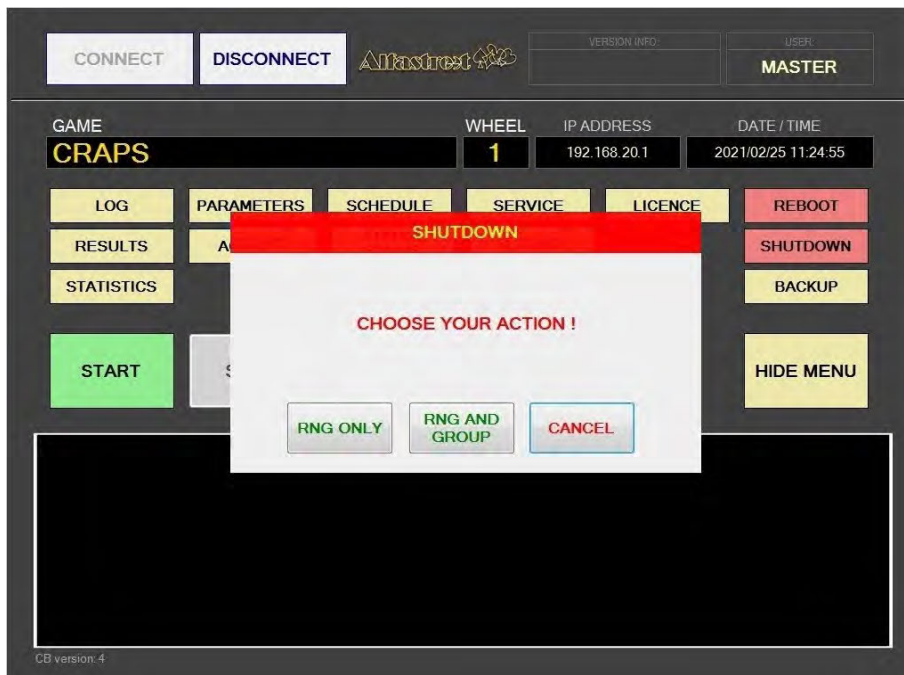 CONNECT
DISCONNECT
Alfastreet
VERSION INFO:
USER:
MASTER
GAME
WHEEL
IP ADDRESS
DATE / TIME
CRAPS
1
192.168.20.1
2021/02/25 11:24:55
LOG
PARAMETERS
SCHEDULE
SERVICE
LICENCE
REBOOT
RESULTS
SHUTDOWN
STATISTICS
BACKUP
SHUTDOWN
CHOOSE YOUR ACTION !
RNG ONLY
RNG AND
GROUP
CANCEL
START
HIDE MENU
CB version: 4